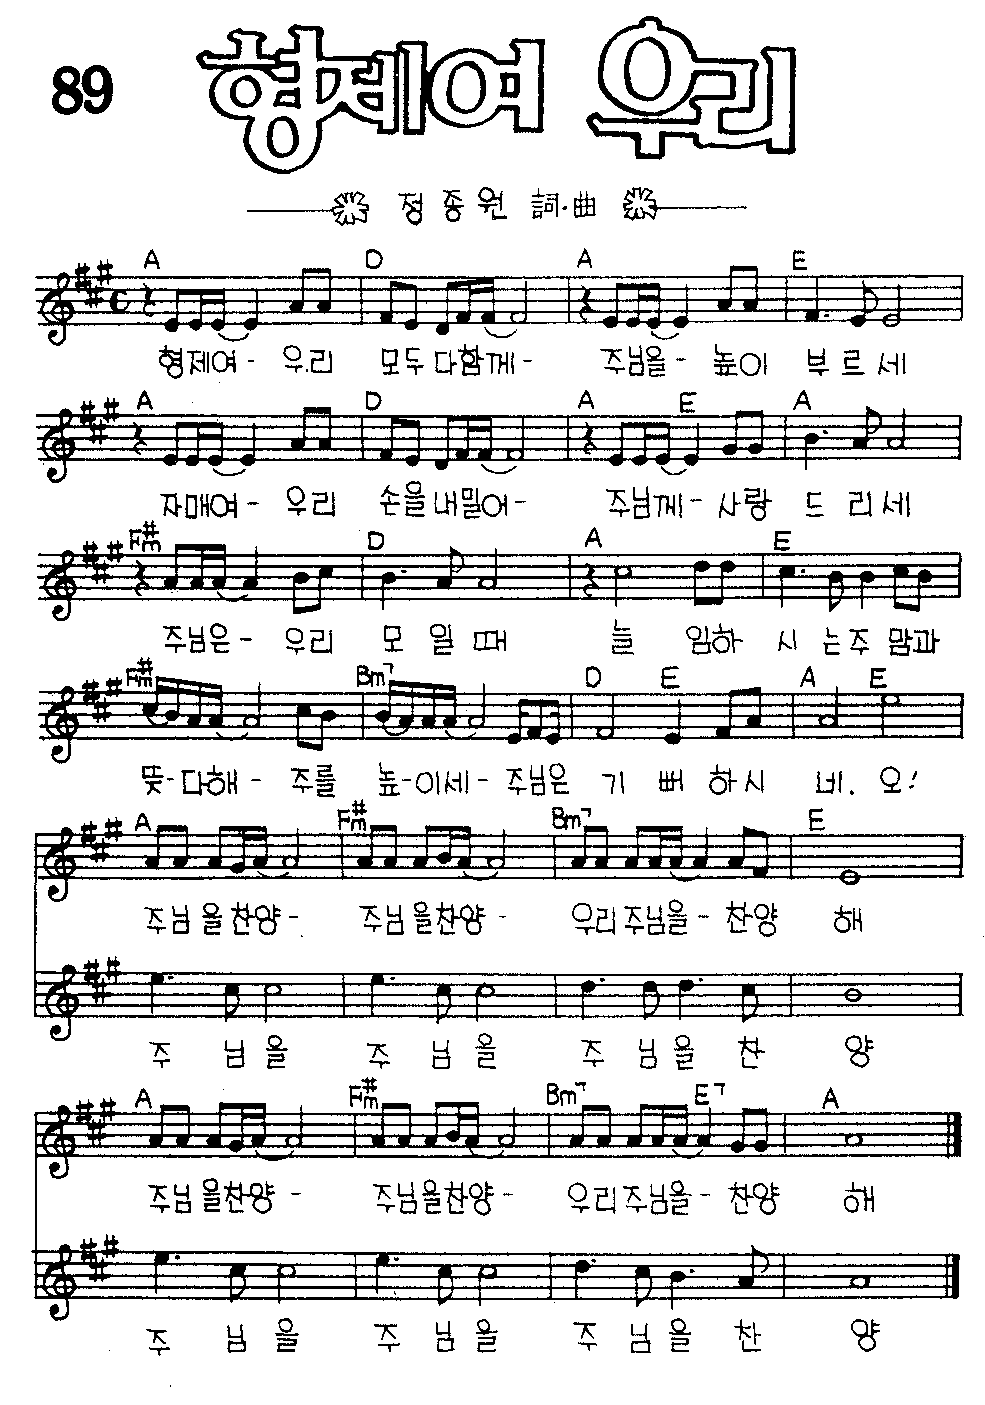 89 형제여 우리
정종원 詞·曲
A D A E
형제여- 우리 모두다함께- 주님을- 높이 부르세
A D A E A
자매여- 우리 손을내밀어- 주님께- 사랑 드리세
F#m D A E
주님은- 우리 모일때 늘 임하시는주 맘과
F#m Bm7 D E A E
뜻-다해- 주를 높-이세- 주님은 기뻐하시네. 오!
A F#m Bm7 E
주님을찬양- 주님을찬양- 우리주님을-찬양 해
주 님을 주 님을 주 님을 찬 양
A F#m Bm7 E7 A
주님을찬양- 주님을찬양- 우리주님을-찬양 해
주 님을 주 님을 주 님을 찬 양